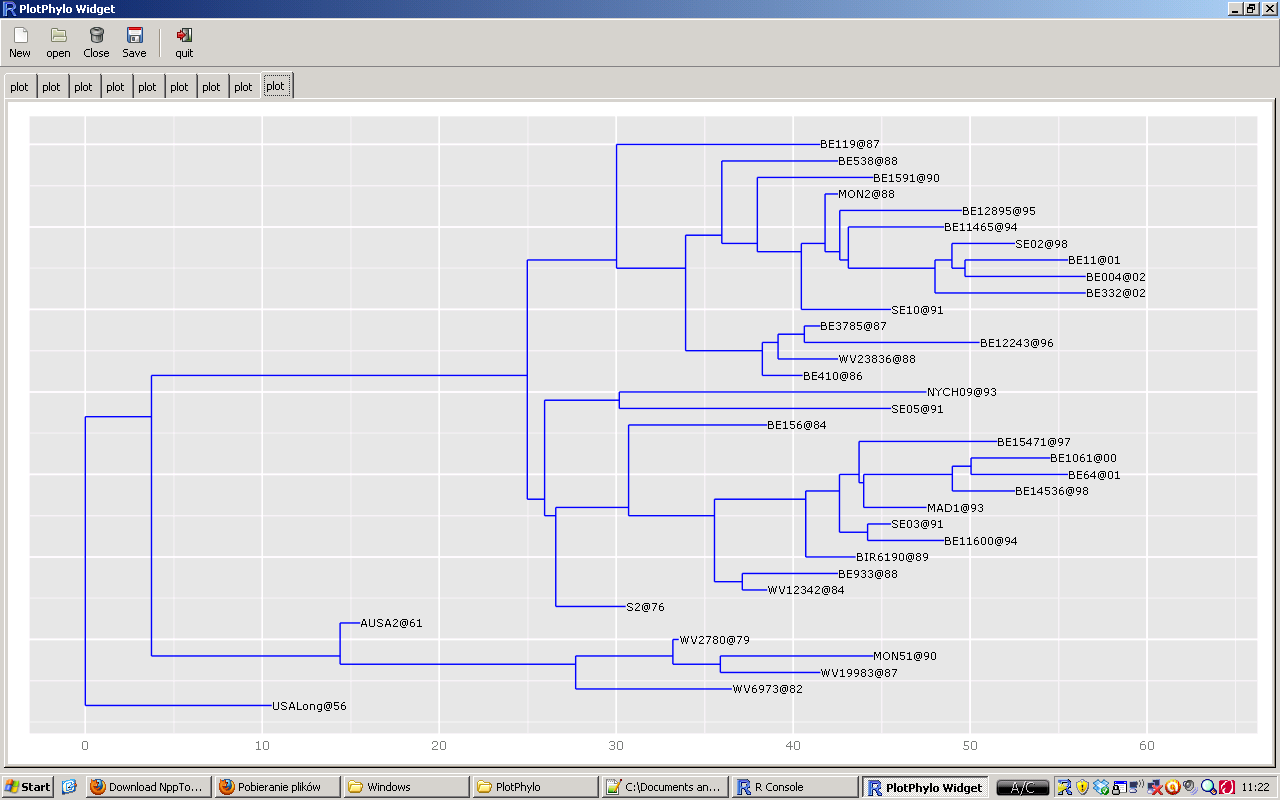 PlotPhylo Widget
New open Close Save quit
plot plot plot plot plot plot plot plot plot
BE119@87
BE538@88
BE1591@90
MON2@88
BE12895@95
BE11465@94
SE02@98
BE11@01
BE004@02
BE332@02
SE10@91
BE3785@87
BE12243@96
WV23836@88
BE410@86
NYCH09@93
SE05@91
BE156@84
BE15471@97
BE1061@00
BE64@01
BE14536@98
MAD1@93
SE03@91
BE11600@94
BIR6190@89
BE933@88
WV12342@84
S2@76
AUSA2@61
WV2780@79
MON51@90
WV19983@87
WV6973@82
USALong@56
0 10 20 30 40 50 60
Start Download NppTo... Pobieranie plików Windows PlotPhylo C:\Documents an... R Console PlotPhylo Widget A/C 11:22